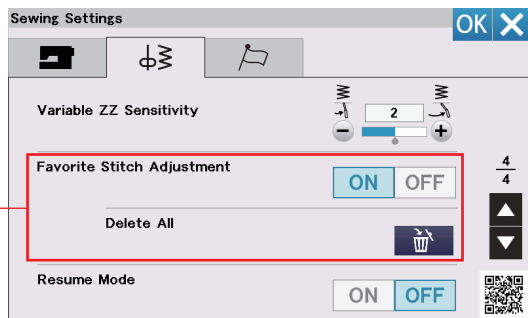 Sewing Settings
OK
Variable ZZ Sensitivity
2
Favorite Stitch Adjustment
ON OFF
4
4
Delete All
Resume Mode
ON OFF